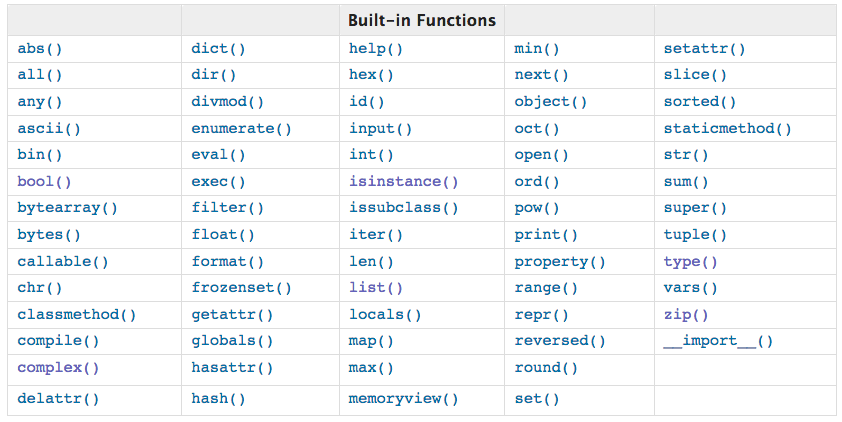 Built-in Functions
abs() dict() help() min() setattr()
all() dir() hex() next() slice()
any() divmod() id() object() sorted()
ascii() enumerate() input() oct() staticmethod()
bin() eval() int() open() str()
bool() exec() isinstance() ord() sum()
bytearray() filter() issubclass() pow() super()
bytes() float() iter() print() tuple()
callable() format() len() property() type()
chr() frozenset() list() range() vars()
classmethod() getattr() locals() repr() zip()
compile() globals() map() reversed() __import__()
complex() hasattr() max() round()
delattr() hash() memoryview() set()